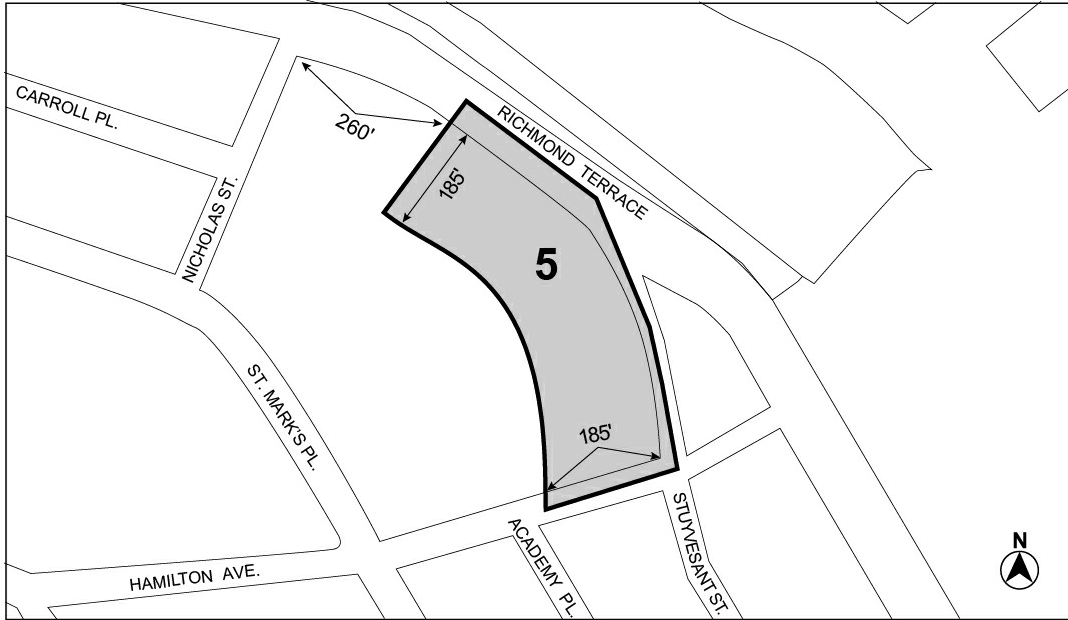 CARROLL PL.
260'
RICHMOND TERRACE
185'
NICHOLAS ST.
5
ST. MARK'S PL.
185'
STUYVESANT ST.
ACADEMY PL.
HAMILTON AVE.
N